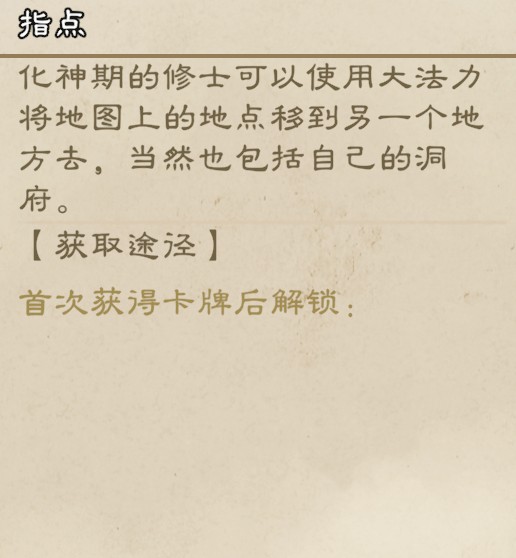 指点
化神期的修士可以使用大法力
将地图上的地点移到另一个地
方去，当然也包括自己的洞
府。
【获取途径】
首次获得卡牌后解锁：